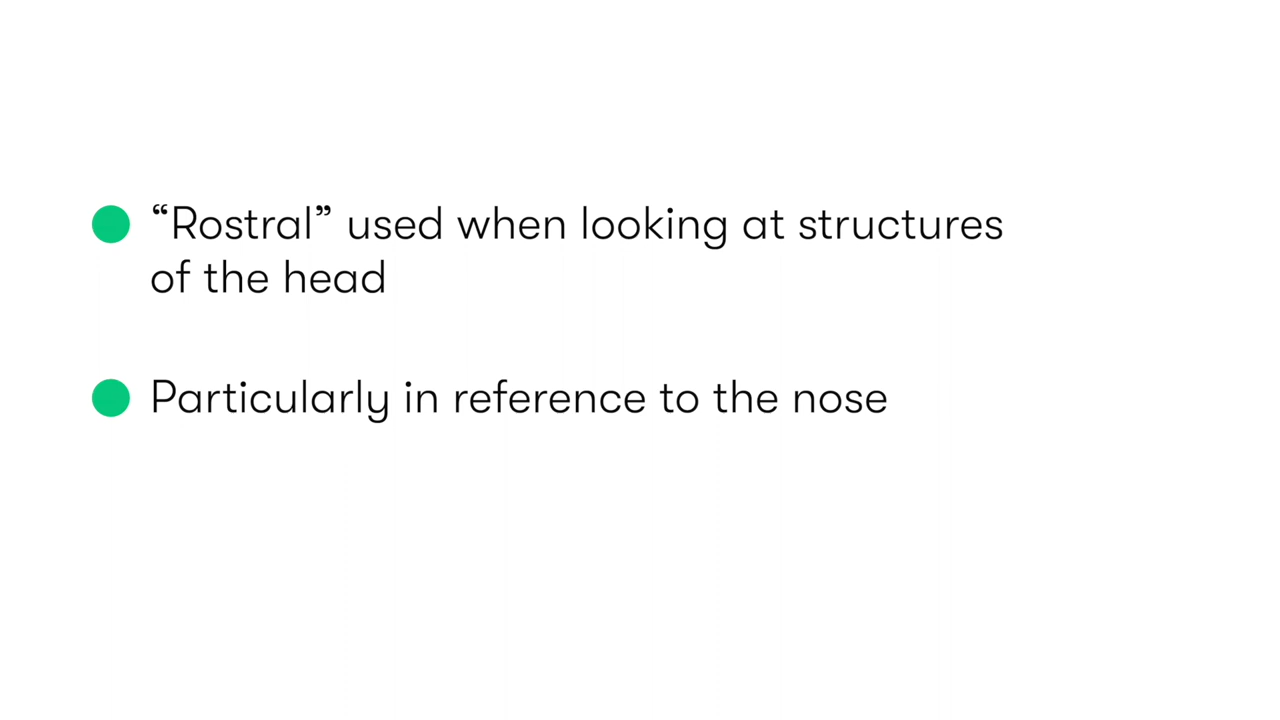 “Rostral” used when looking at structures
of the head
Particularly in reference to the nose